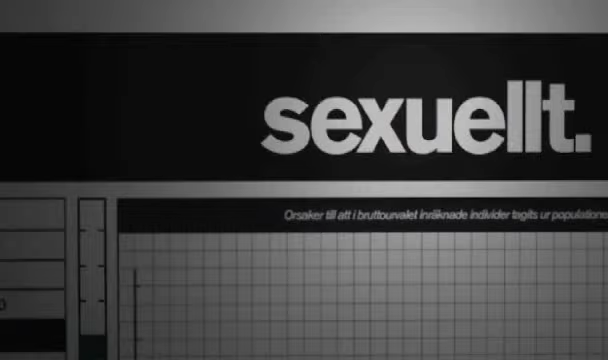 sexuellt.
Orsaker till att i bruttourvalet inräknade individer tagits ur populationen